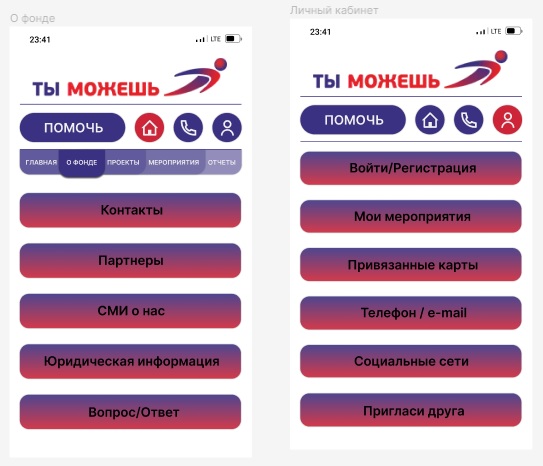 О фонде
23:41
LTE
ТЫ МОЖЕШЬ
ПОМОЧЬ
ГЛАВНАЯ О ФОНДЕ ПРОЕКТЫ МЕРОПРИЯТИЯ ОТЧЕТЫ
Контакты
Партнеры
СМИ о нас
Юридическая информация
Вопрос/Ответ
Личный кабинет
23:41
LTE
ТЫ МОЖЕШЬ
ПОМОЧЬ
Войти/Регистрация
Мои мероприятия
Привязанные карты
Телефон / e-mail
Социальные сети
Пригласи друга